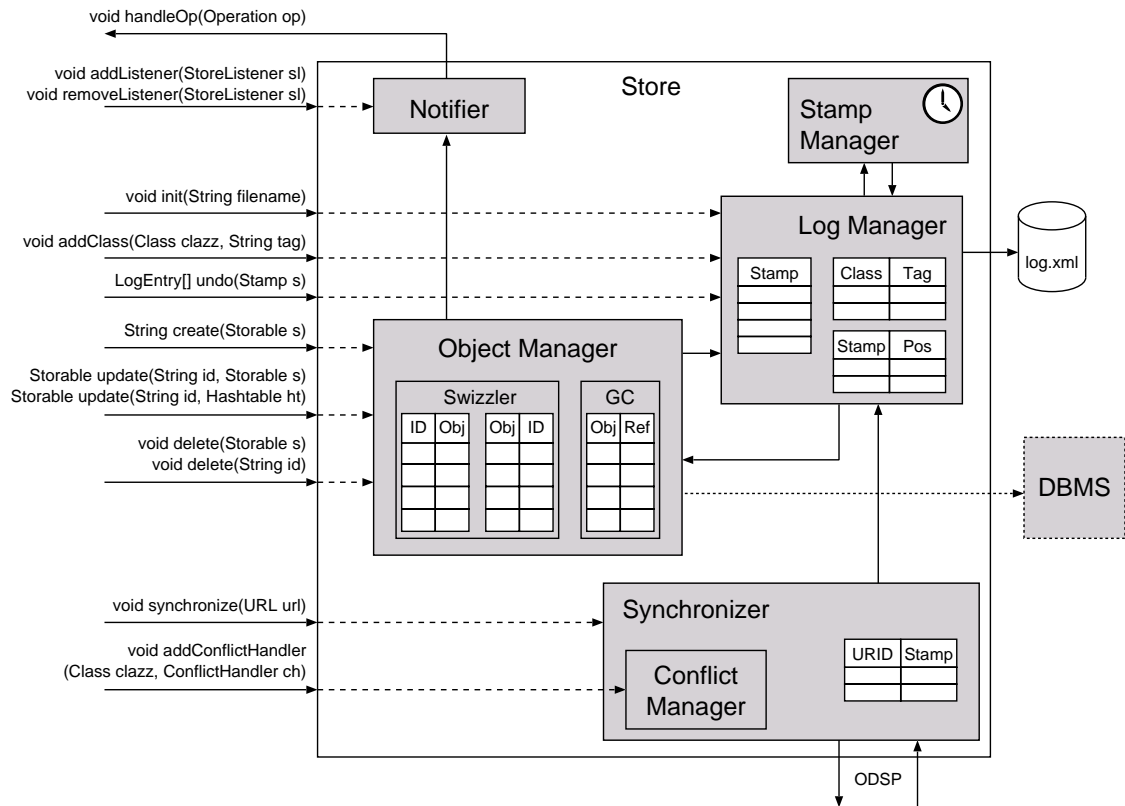 void handleOp(Operation op)
void addListener(StoreListener sl)
void removeListener(StoreListener sl)
Store
Notifier
Stamp
Manager
void init(String filename)
Log Manager
void addClass(Class clazz, String tag)
log.xml
Stamp
Class Tag
LogEntry[] undo(Stamp s)
String create(Storable s)
Object Manager
Stamp Pos
Storable update(String id, Storable s)
Storable update(String id, Hashtable ht)
Swizzler
GC
ID Obj
Obj ID
Obj Ref
void delete(Storable s)
void delete(String id)
DBMS
void synchronize(URL url)
Synchronizer
void addConflictHandler
(Class clazz, ConflictHandler ch)
Conflict
Manager
URID Stamp
ODSP